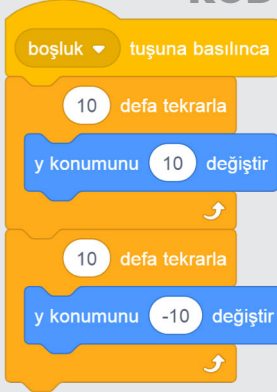 boşluk tuşuna basılınca
10 defa tekrarla
y konumunu 10 değiştir
10 defa tekrarla
y konumunu -10 değiştir